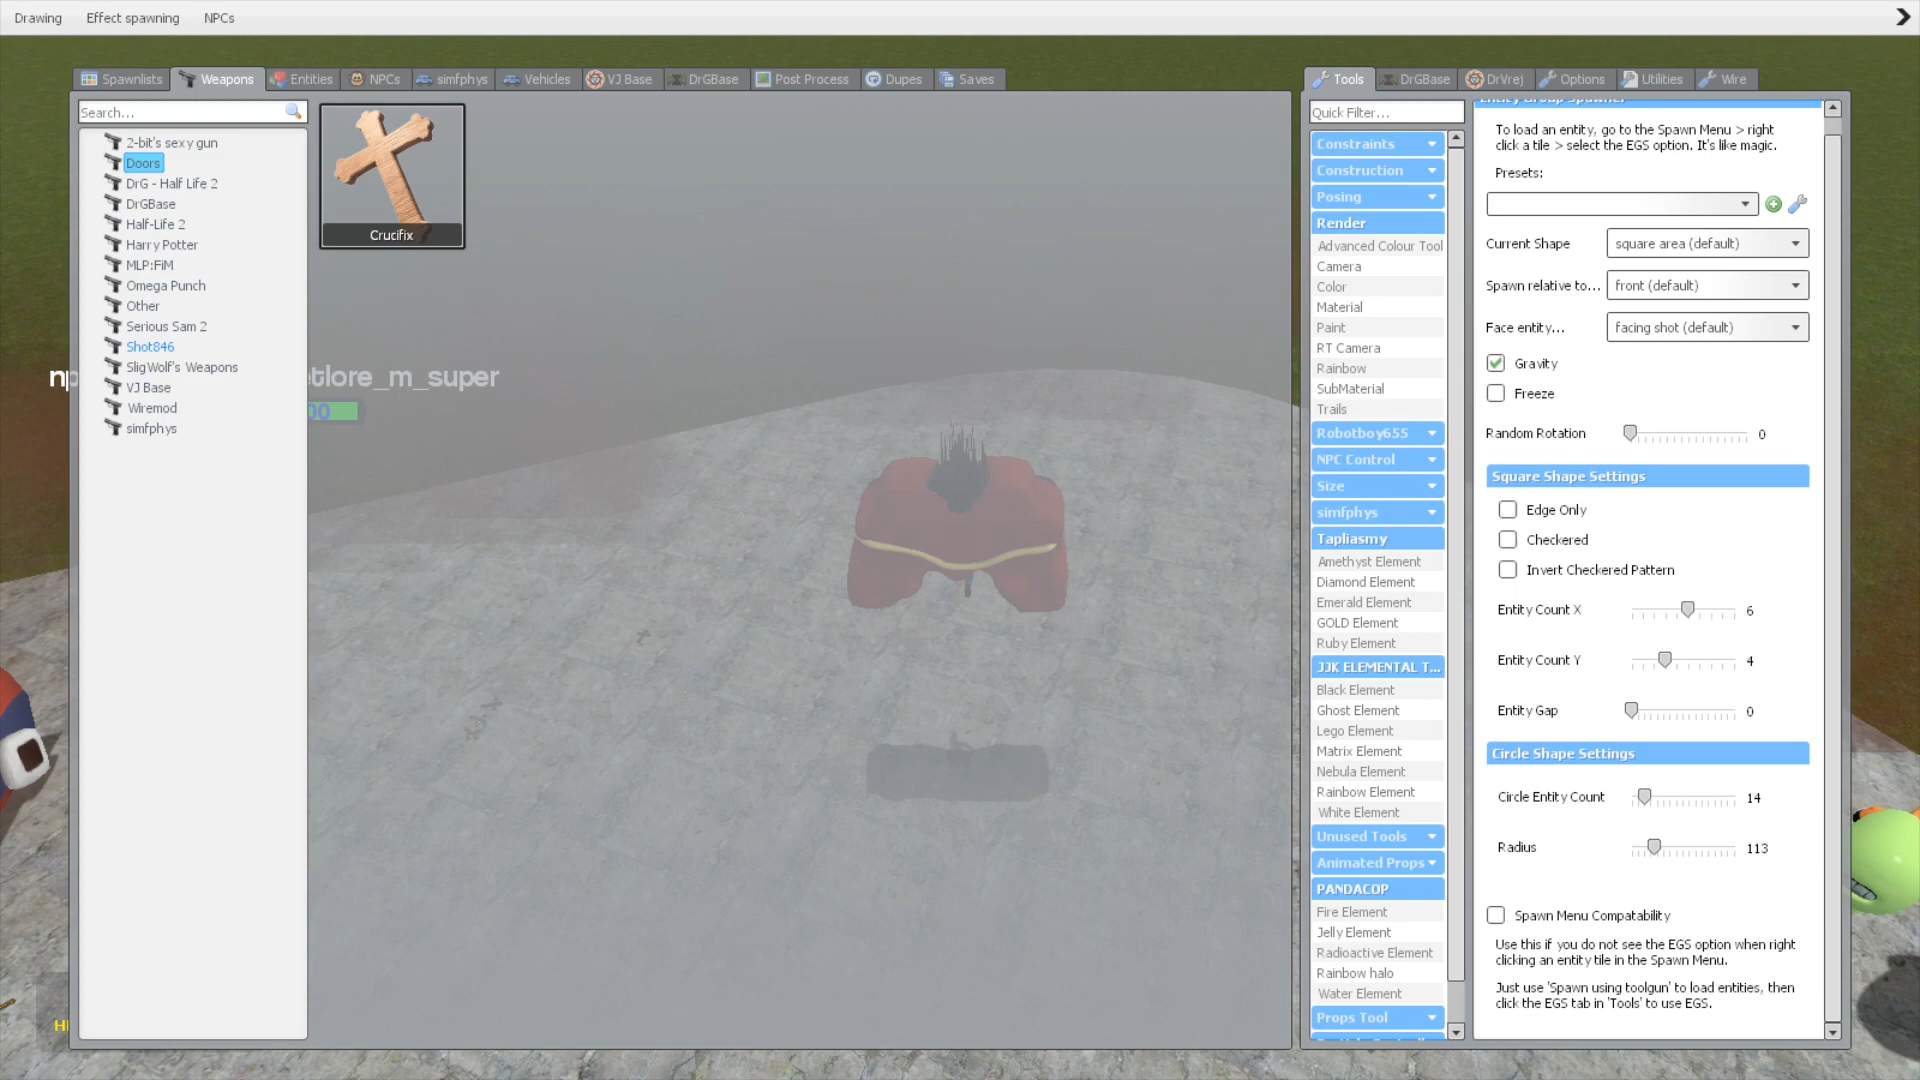 Drawing Effect spawning NPCs
Spawnlists Weapons Entities NPCs simfphys Vehicles VJ Base DrGBase Post Process Dupes Saves
Search...
2-bit's sexy gun
Doors
DrG - Half Life 2
DrGBase
Half-Life 2
Harry Potter
MLP:FiM
Omega Punch
Other
Serious Sam 2
Shot846
SligWolf's Weapons
VJ Base
Wiremod
simfphys
Crucifix
etlore_m_super
Tools DrGBase DrVrej Options Utilities Wire
Quick Filter...
Constraints
Construction
Posing
Render
Advanced Colour Tool
Camera
Color
Material
Paint
RT Camera
Rainbow
SubMaterial
Trails
Robotboy655
NPC Control
Size
simfphys
Tapliasmy
Amethyst Element
Diamond Element
Emerald Element
GOLD Element
Ruby Element
JJK ELEMENTAL T...
Black Element
Ghost Element
Lego Element
Matrix Element
Nebula Element
Rainbow Element
White Element
Unused Tools
Animated Props
PANDACOP
Fire Element
Jelly Element
Radioactive Element
Rainbow halo
Water Element
Props Tool
Entity Group Spawner
To load an entity, go to the Spawn Menu > right
click a tile > select the EGS option. It's like magic.
Presets:
Current Shape square area (default)
Spawn relative to... front (default)
Face entity... facing shot (default)
Gravity
Freeze
Random Rotation 0
Square Shape Settings
Edge Only
Checkered
Invert Checkered Pattern
Entity Count X 6
Entity Count Y 4
Entity Gap 0
Circle Shape Settings
Circle Entity Count 14
Radius 113
Spawn Menu Compatability
Use this if you do not see the EGS option when right
clicking an entity tile in the Spawn Menu.
Just use 'Spawn using toolgun' to load entities, then
click the EGS tab in 'Tools' to use EGS.